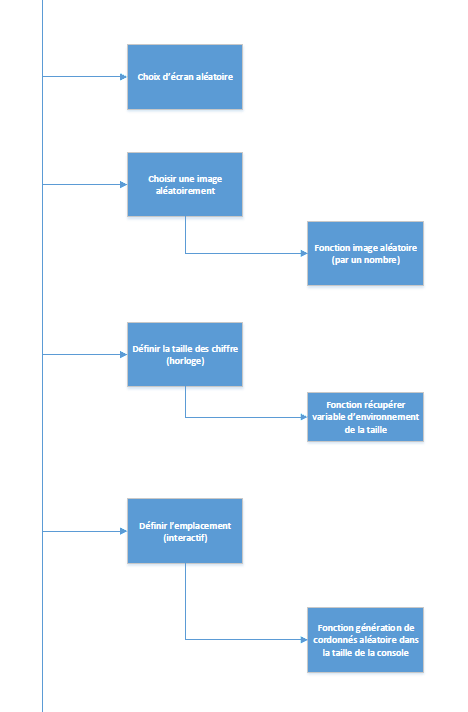 Choix d'écran aléatoire
Choisir une image
aléatoirement
Fonction image aléatoire
(par un nombre)
Définir la taille des chiffre
(horloge)
Fonction récupérer
variable d'environnement
de la taille
Définir l'emplacement
(interactif)
Fonction génération de
cordonnés aléatoire dans
la taille de la console